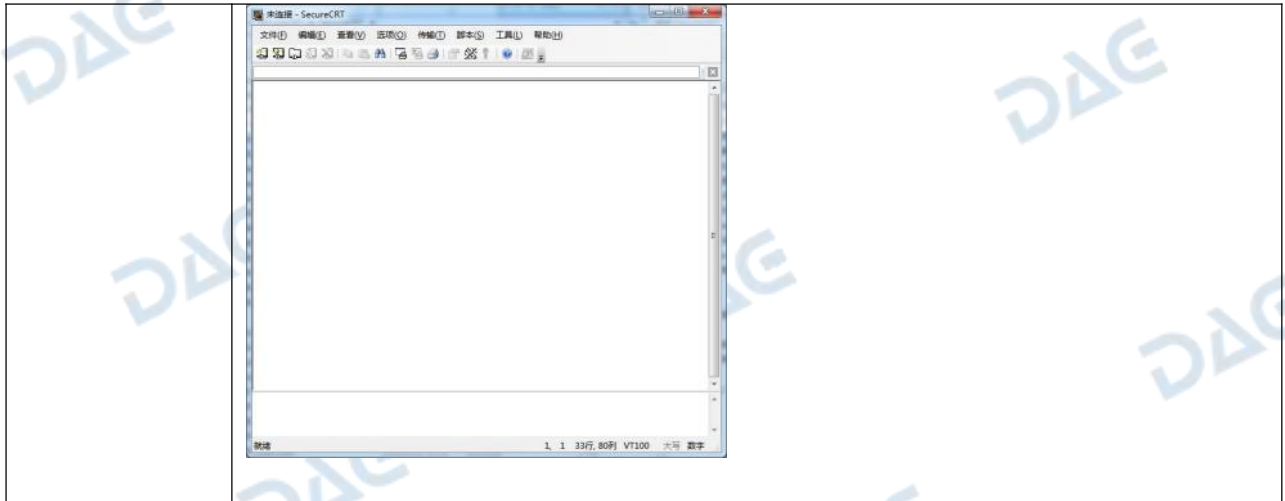 未连接 - SecureCRT
文件(F) 编辑(E) 查看(V) 选项(O) 传输(T) 脚本(S) 工具(L) 帮助(H)
DAG
DAG
DAG
DAG
DAG
就绪 1, 1 33行, 80列 VT100 大写 数字
DAG